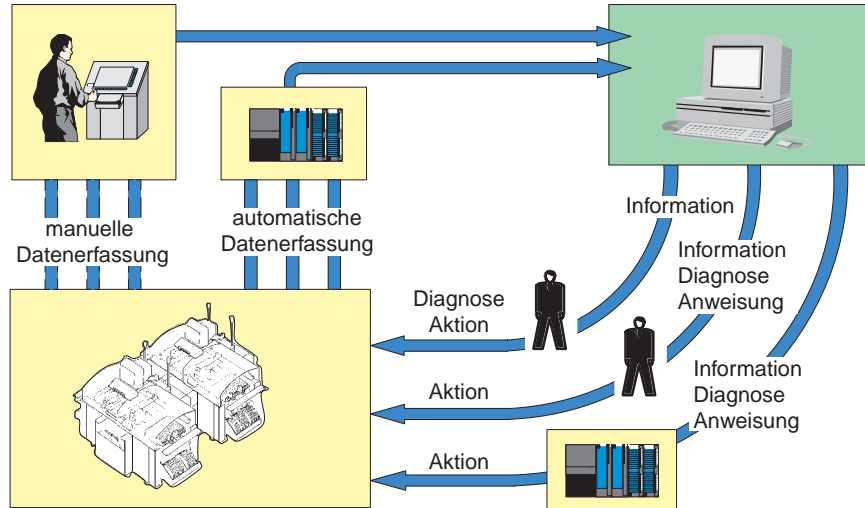 manuelle
Datenerfassung
automatische
Datenerfassung
Information
Information
Diagnose
Anweisung
Information
Diagnose
Anweisung
Diagnose
Aktion
Aktion
Aktion